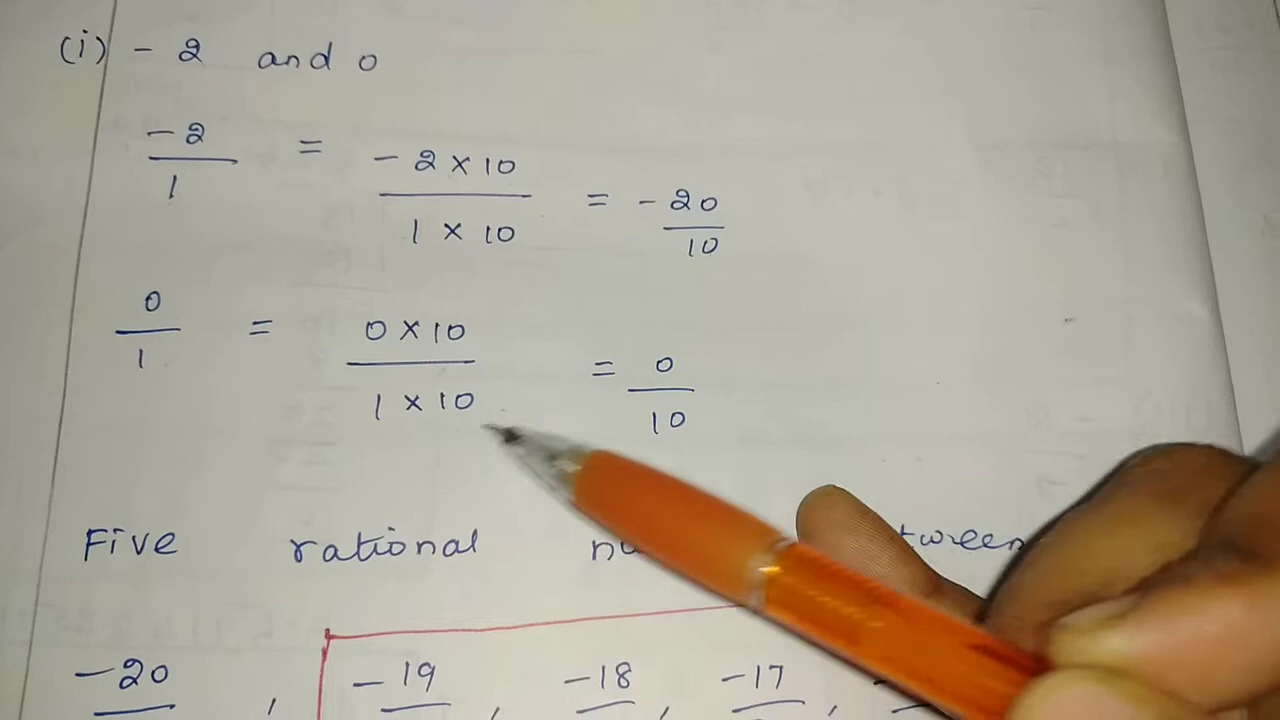 (i) - 2 and 0
-2/1 = - 2 × 10/1 × 10 = - 20/10
0/1 = 0 × 10/1 × 10 = 0/10
Five rational
-20 , -19 , -18 , -17 ,